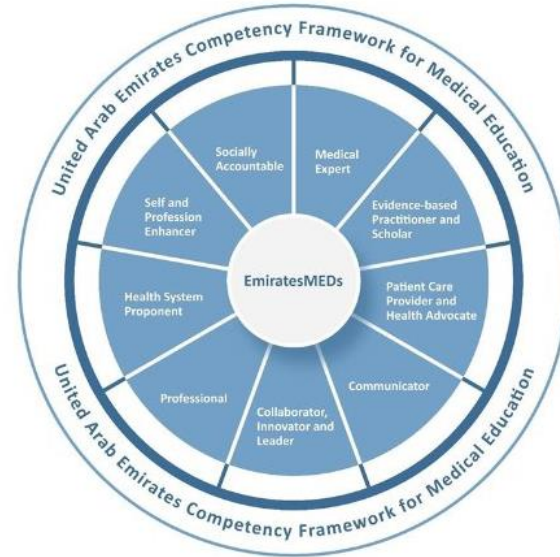 United Arab Emirates Competency Framework for Medical Education
Socially
Accountable
Medical
Expert
Self and
Profession
Enhancer
Evidence-based
Practitioner and
Scholar
EmiratesMEDs
Health System
Proponent
Patient Care
Provider and
Health Advocate
Professional
Collaborator,
Innovator and
Leader
Communicator
United Arab Emirates Competency Framework for Medical Education